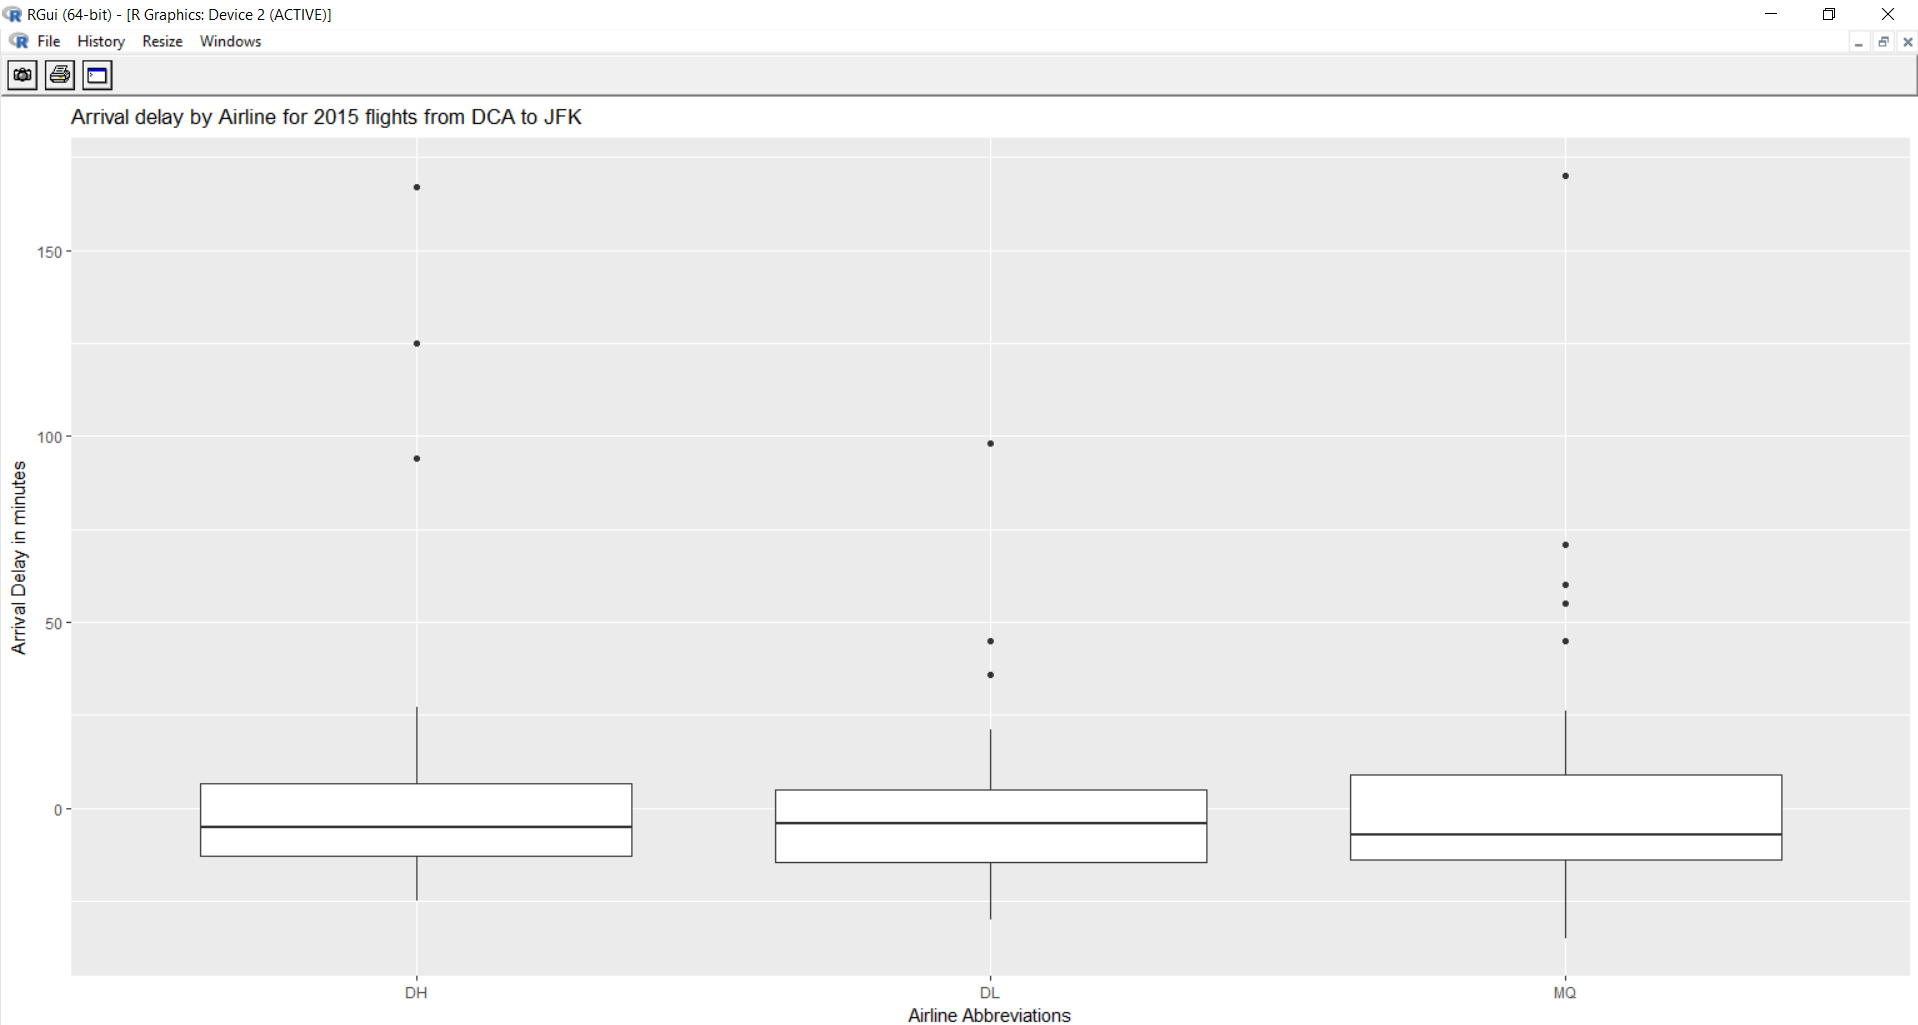 RGui (64-bit) - [R Graphics: Device 2 (ACTIVE)]
File History Resize Windows
Arrival delay by Airline for 2015 flights from DCA to JFK
Arrival Delay in minutes
150
100
50
0
DH DL MQ
Airline Abbreviations